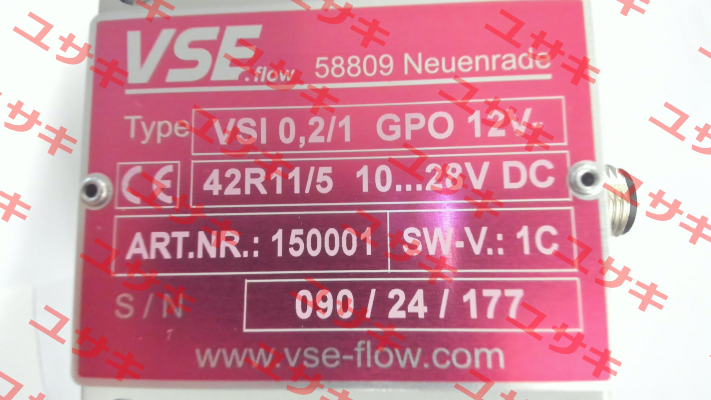 VSE.flow 58809 Neuenrade
Type VSI 0,2/1 GPO 12V
CE 42R11/5 10...28V DC
ART.NR.: 150001 SW-V.: 1C
S / N 090 / 24 / 177
www.vse-flow.com
ユサキ